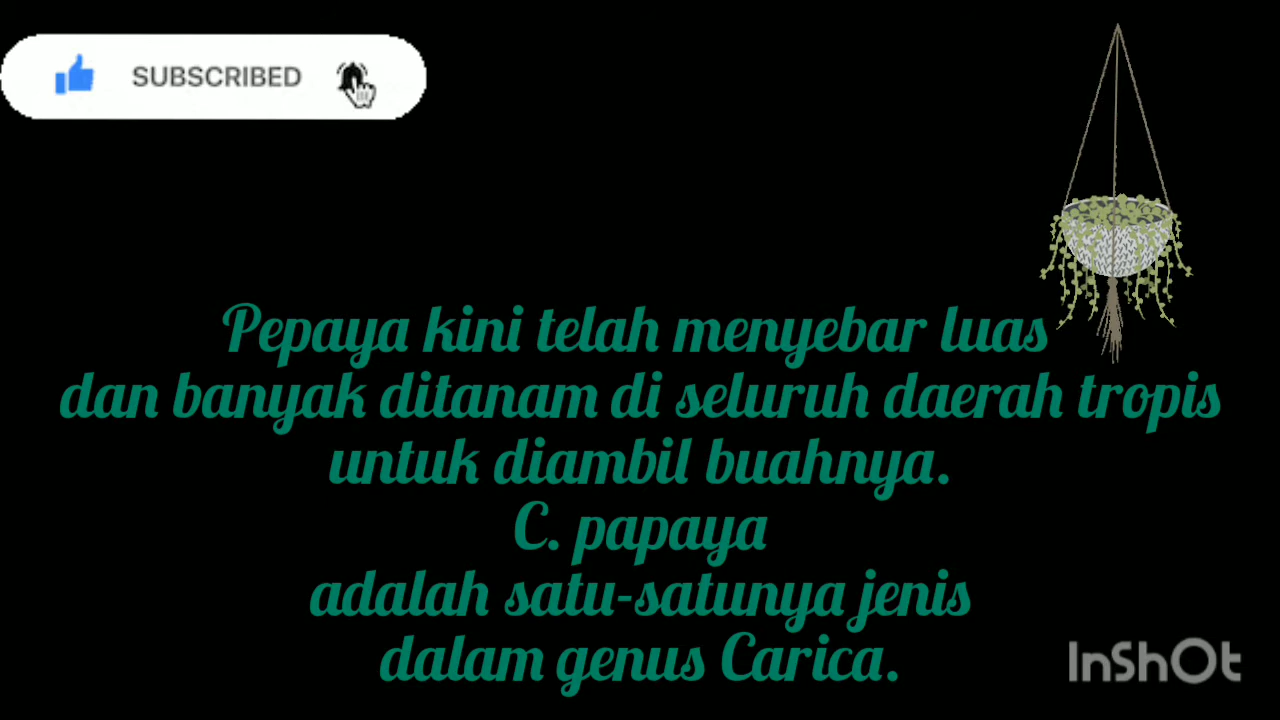 SUBSCRIBED
Pepaya kini telah menyebar luas
dan banyak ditanam di seluruh daerah tropis
untuk diambil buahnya.
C. papaya
adalah satu-satunya jenis
dalam genus Carica.
InShOt